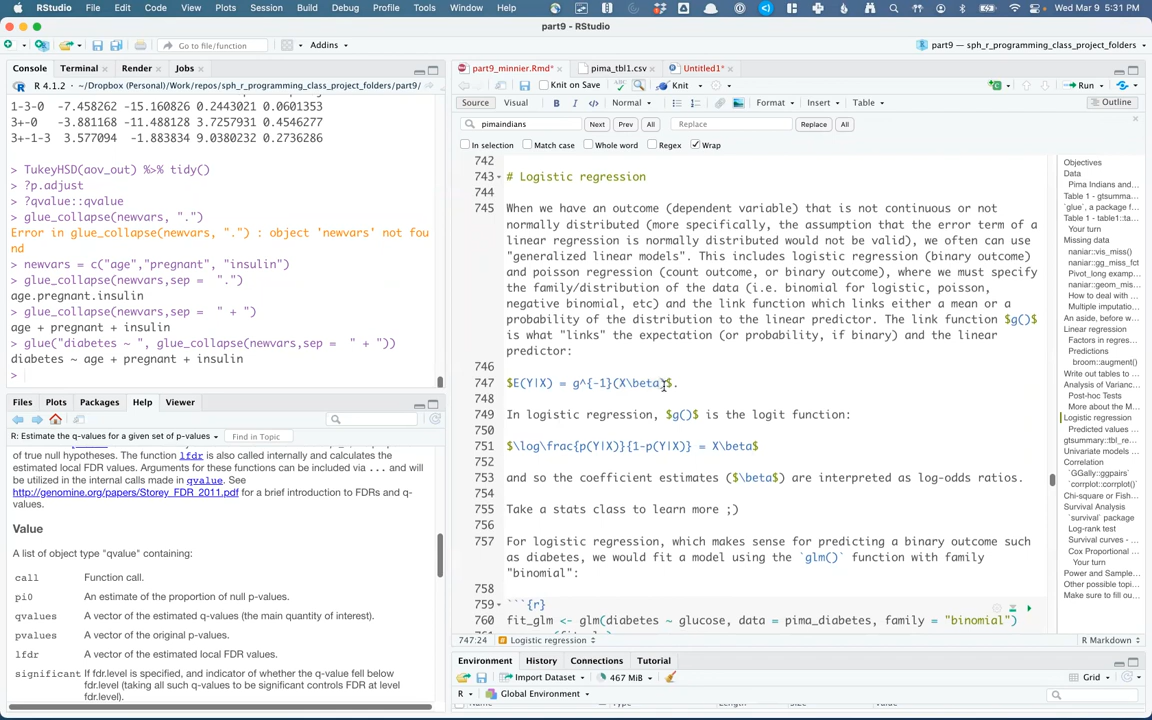 RStudio File Edit Code View Plots Session Build Debug Profile Tools Window Help Wed Mar 9 5:31 PM
part9 - RStudio
Go to file/function Addins part9 – sph_r_programming_class_project_folders
Console Terminal Render Jobs
R 4.1.2 · ~/Dropbox (Personal)/Work/repos/sph_r_programming_class_project_folders/part9/
1-3-0 -7.458262 -15.160826 0.2443021 0.0601353
3+-0 -3.881168 -11.488128 3.7257931 0.4546277
3+-1-3 3.577094 -1.883834 9.0380232 0.2736286
> TukeyHSD(aov_out) %>% tidy()
> ?p.adjust
> ?qvalue::qvalue
> glue_collapse(newvars, ".")
Error in glue_collapse(newvars, ".") : object 'newvars' not fou
nd
> newvars = c("age","pregnant", "insulin")
> glue_collapse(newvars,sep = ".")
age.pregnant.insulin
> glue_collapse(newvars,sep = " + ")
age + pregnant + insulin
> glue("diabetes ~ ", glue_collapse(newvars,sep = " + "))
diabetes ~ age + pregnant + insulin
>
Files Plots Packages Help Viewer
R: Estimate the q-values for a given set of p-values Find in Topic
of true null hypotheses. The function lfdr is also called internally and calculates the
estimated local FDR values. Arguments for these functions can be included via ... and will
be utilized in the internal calls made in qvalue. See
http://genomine.org/papers/Storey_FDR_2011.pdf for a brief introduction to FDRs and q-
values.
Value
A list of object type "qvalue" containing:
call Function call.
pi0 An estimate of the proportion of null p-values.
qvalues A vector of the estimated q-values (the main quantity of interest).
pvalues A vector of the original p-values.
lfdr A vector of the estimated local FDR values.
significant If fdr.level is specified, and indicator of whether the q-value fell below
fdr.level (taking all such q-values to be significant controls FDR at level
fdr.level).
part9_minnier.Rmd* pima_tbl1.csv Untitled1*
Knit on Save Knit Run
Source Visual B I </> Normal Format Insert Table Outline
pimaindians Next Prev All Replace Replace All
In selection Match case Whole word Regex Wrap
742
743 # Logistic regression
744
745 When we have an outcome (dependent variable) that is not continuous or not
normally distributed (more specifically, the assumption that the error term of a
linear regression is normally distributed would not be valid), we often can use
"generalized linear models". This includes logistic regression (binary outcome)
and poisson regression (count outcome, or binary outcome), where we must specify
the family/distribution of the data (i.e. binomial for logistic, poisson,
negative binomial, etc) and the link function which links either a mean or a
probability of the distribution to the linear predictor. The link function $g()$
is what "links" the expectation (or probability, if binary) and the linear
predictor:
746
747 $E(Y|X) = g^{-1}(X\beta)$.
748
749 In logistic regression, $g()$ is the logit function:
750
751 $\log\frac{p(Y|X)}{1-p(Y|X)} = X\beta$
752
753 and so the coefficient estimates ($\beta$) are interpreted as log-odds ratios.
754
755 Take a stats class to learn more ;)
756
757 For logistic regression, which makes sense for predicting a binary outcome such
as diabetes, we would fit a model using the `glm()` function with family
"binomial":
758
759 ```{r}
760 fit_glm <- glm(diabetes ~ glucose, data = pima_diabetes, family = "binomial")
747:24 Logistic regression R Markdown
Objectives
Data
Pima Indians and...
Table 1 - gtsumma...
`glue`, a package f...
Table 1 - table1::ta...
Your turn
Missing data
naniar::vis_miss()
naniar::gg_miss_fct
Pivot_long examp...
naniar::geom_mis...
How to deal with ...
Multiple imputatio...
An aside, before w...
Linear regression
Factors in regres...
Predictions
broom::augment()
Write out tables to ...
Analysis of Varianc...
Post-hoc Tests
More about the M...
Logistic regression
Predicted values ...
gtsummary::tbl_re...
Univariate models ...
Correlation
`GGally::ggpairs`
`corrplot::corrplot()`
Chi-square or Fish...
Survival Analysis
`survival` package
Log-rank test
Survival curves - ...
Cox Proportional ...
Your turn
Power and Sample...
Other possible top...
Make sure to fill ou...
Environment History Connections Tutorial
Import Dataset 467 MiB Grid
R Global Environment